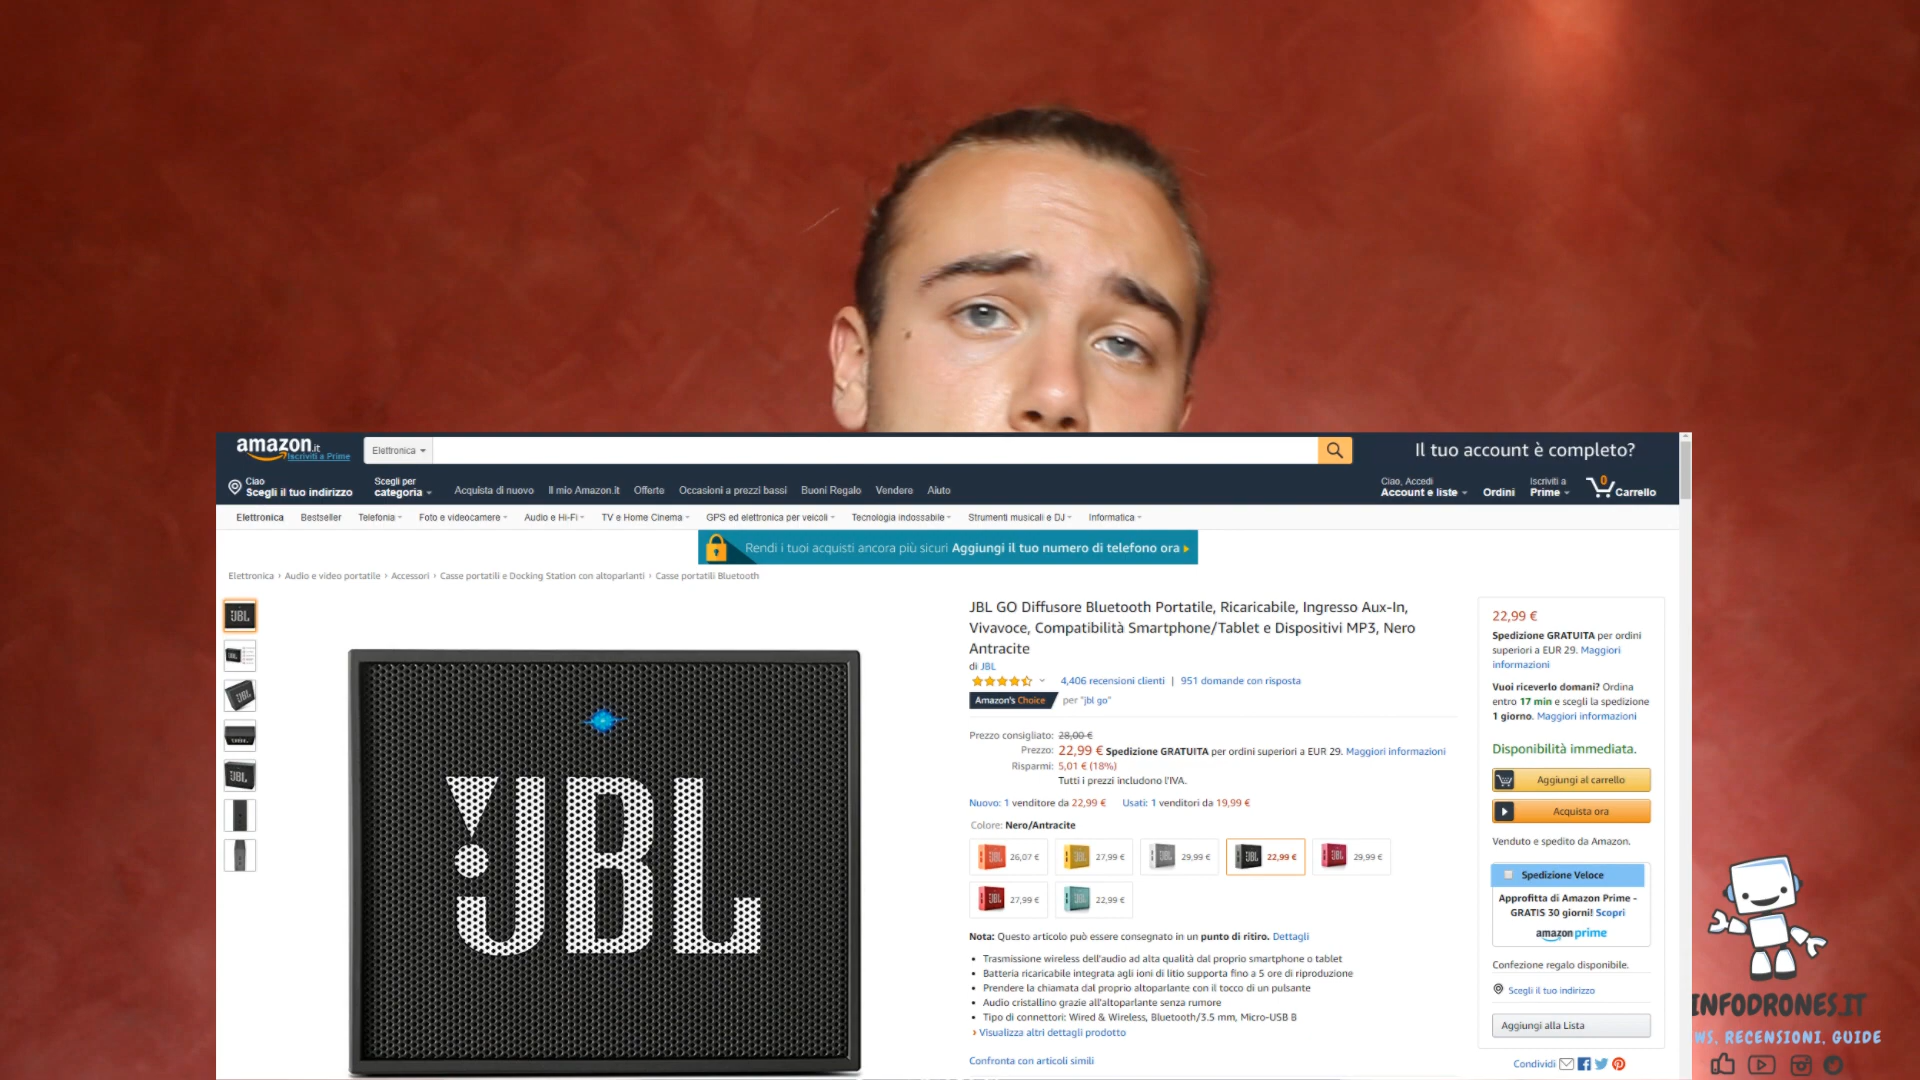 amazon.it
Iscriviti a Prime
Elettronica
Il tuo account è completo?
Ciao
Scegli il tuo indirizzo
Scegli per
categoria
Acquista di nuovo Il mio Amazon.it Offerte Occasioni a prezzi bassi Buoni Regalo Vendere Aiuto
Ciao, Accedi
Account e liste
Ordini
Iscriviti a
Prime
0
Carrello
Elettronica Bestseller Telefonia Foto e videocamere Audio e Hi-Fi TV e Home Cinema GPS ed elettronica per veicoli Tecnologia indossabile Strumenti musicali e DJ Informatica
Rendi i tuoi acquisti ancora più sicuri Aggiungi il tuo numero di telefono ora
Elettronica › Audio e video portatile › Accessori › Casse portatili e Docking Station con altoparlanti › Casse portatili Bluetooth
JBL
JBL GO Diffusore Bluetooth Portatile, Ricaricabile, Ingresso Aux-In,
Vivavoce, Compatibilità Smartphone/Tablet e Dispositivi MP3, Nero
Antracite
di JBL
4,406 recensioni clienti | 951 domande con risposta
Amazon's Choice per "jbl go"
Prezzo consigliato: 28,00 €
Prezzo: 22,99 € Spedizione GRATUITA per ordini superiori a EUR 29. Maggiori informazioni
Risparmi: 5,01 € (18%)
Tutti i prezzi includono l'IVA.
Nuovo: 1 venditore da 22,99 € Usati: 1 venditori da 19,99 €
Colore: Nero/Antracite
26,07 € 27,99 € 29,99 € 22,99 € 29,99 €
27,99 € 22,99 €
Nota: Questo articolo può essere consegnato in un punto di ritiro. Dettagli
• Trasmissione wireless dell'audio ad alta qualità dal proprio smartphone o tablet
• Batteria ricaricabile integrata agli ioni di litio supporta fino a 5 ore di riproduzione
• Prendere la chiamata dal proprio altoparlante con il tocco di un pulsante
• Audio cristallino grazie all'altoparlante senza rumore
• Tipo di connettori: Wired & Wireless, Bluetooth/3.5 mm, Micro-USB B
› Visualizza altri dettagli prodotto
Confronta con articoli simili
22,99 €
Spedizione GRATUITA per ordini
superiori a EUR 29. Maggiori
informazioni
Vuoi riceverlo domani? Ordina
entro 17 min e scegli la spedizione
1 giorno. Maggiori informazioni
Disponibilità immediata.
Aggiungi al carrello
Acquista ora
Venduto e spedito da Amazon.
Spedizione Veloce
Approfitta di Amazon Prime -
GRATIS 30 giorni! Scopri
amazon prime
Confezione regalo disponibile.
Scegli il tuo indirizzo
Aggiungi alla Lista
Condividi
INFODRONES.IT
WS, RECENSIONI, GUIDE